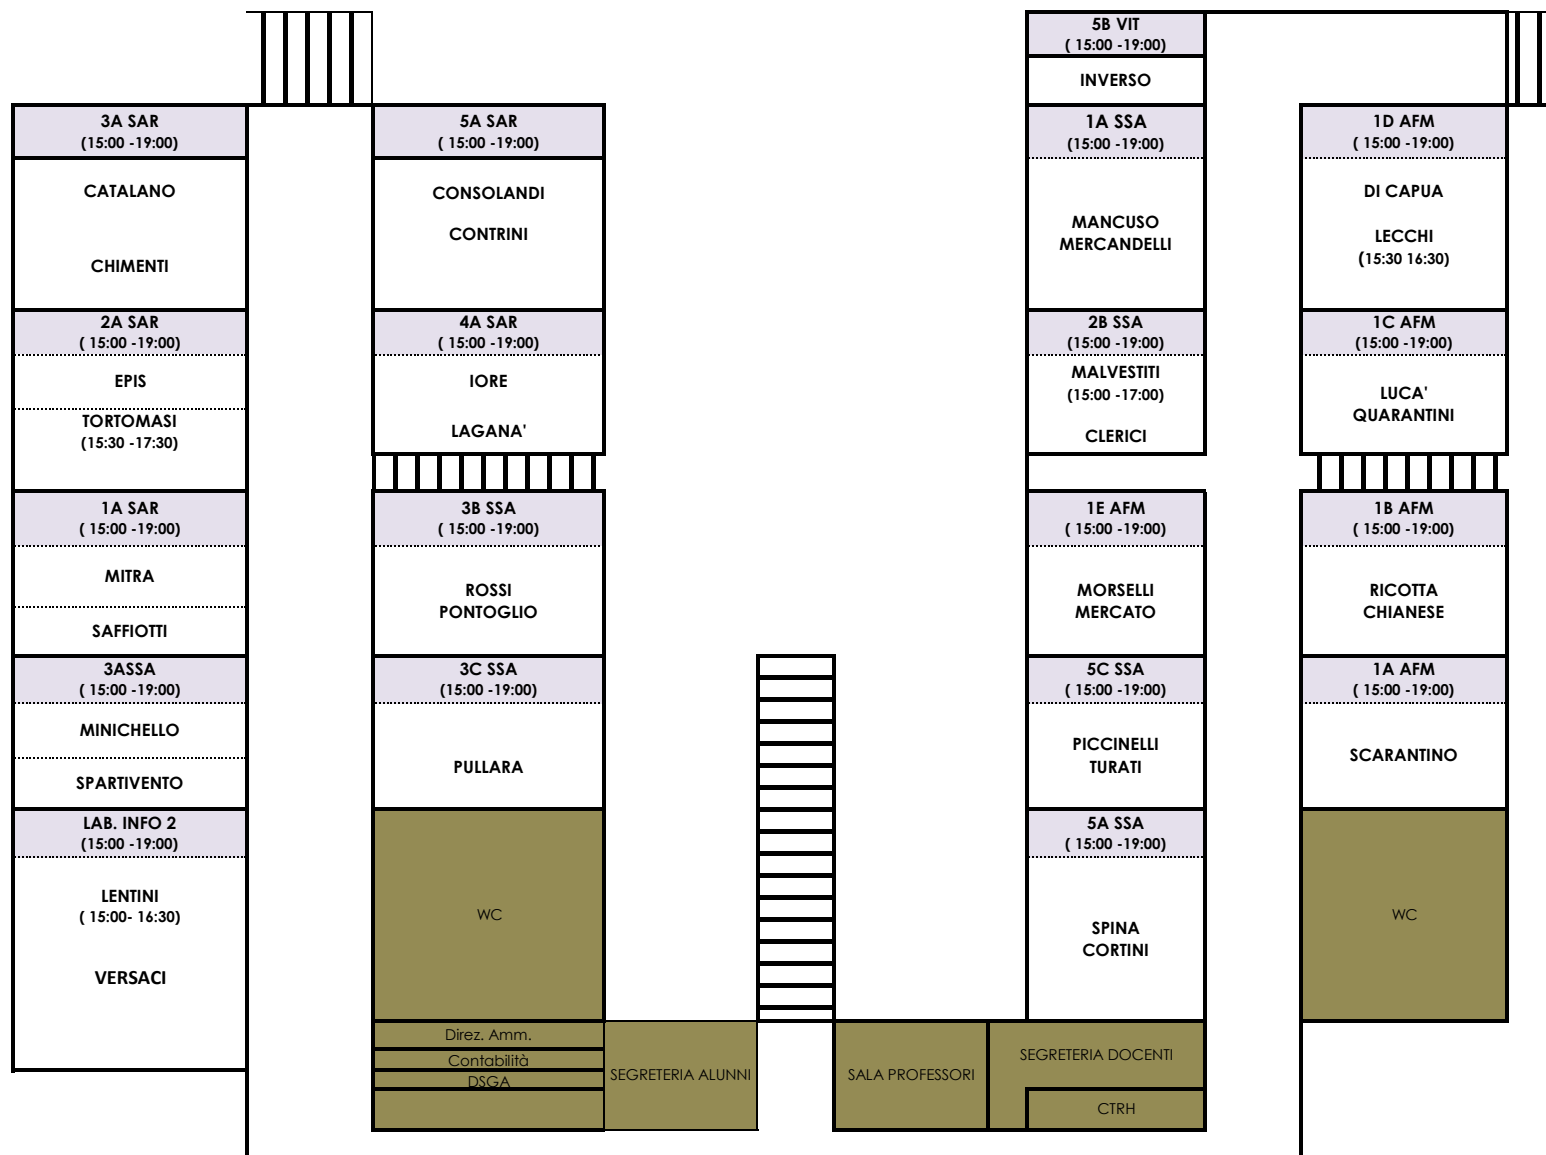 5B VIT
( 15:00 -19:00)
INVERSO
3A SAR
(15:00 -19:00)
CATALANO
CHIMENTI
5A SAR
( 15:00 -19:00)
CONSOLANDI
CONTRINI
1A SSA
(15:00 -19:00)
MANCUSO
MERCANDELLI
1D AFM
( 15:00 -19:00)
DI CAPUA
LECCHI
(15:30 16:30)
2A SAR
( 15:00 -19:00)
EPIS
TORTOMASI
(15:30 -17:30)
4A SAR
( 15:00 -19:00)
IORE
LAGANA'
2B SSA
(15:00 -19:00)
MALVESTITI
(15:00 -17:00)
CLERICI
1C AFM
(15:00 -19:00)
LUCA'
QUARANTINI
1A SAR
( 15:00 -19:00)
MITRA
SAFFIOTTI
3B SSA
( 15:00 -19:00)
ROSSI
PONTOGLIO
1E AFM
( 15:00 -19:00)
MORSELLI
MERCATO
1B AFM
( 15:00 -19:00)
RICOTTA
CHIANESE
3ASSA
( 15:00 -19:00)
MINICHELLO
SPARTIVENTO
3C SSA
(15:00 -19:00)
PULLARA
5C SSA
( 15:00 -19:00)
PICCINELLI
TURATI
1A AFM
( 15:00 -19:00)
SCARANTINO
LAB. INFO 2
(15:00 -19:00)
LENTINI
( 15:00- 16:30)
VERSACI
WC
5A SSA
( 15:00 -19:00)
SPINA
CORTINI
WC
Direz. Amm.
Contabilità
DSGA
SEGRETERIA ALUNNI
SALA PROFESSORI
SEGRETERIA DOCENTI
CTRH